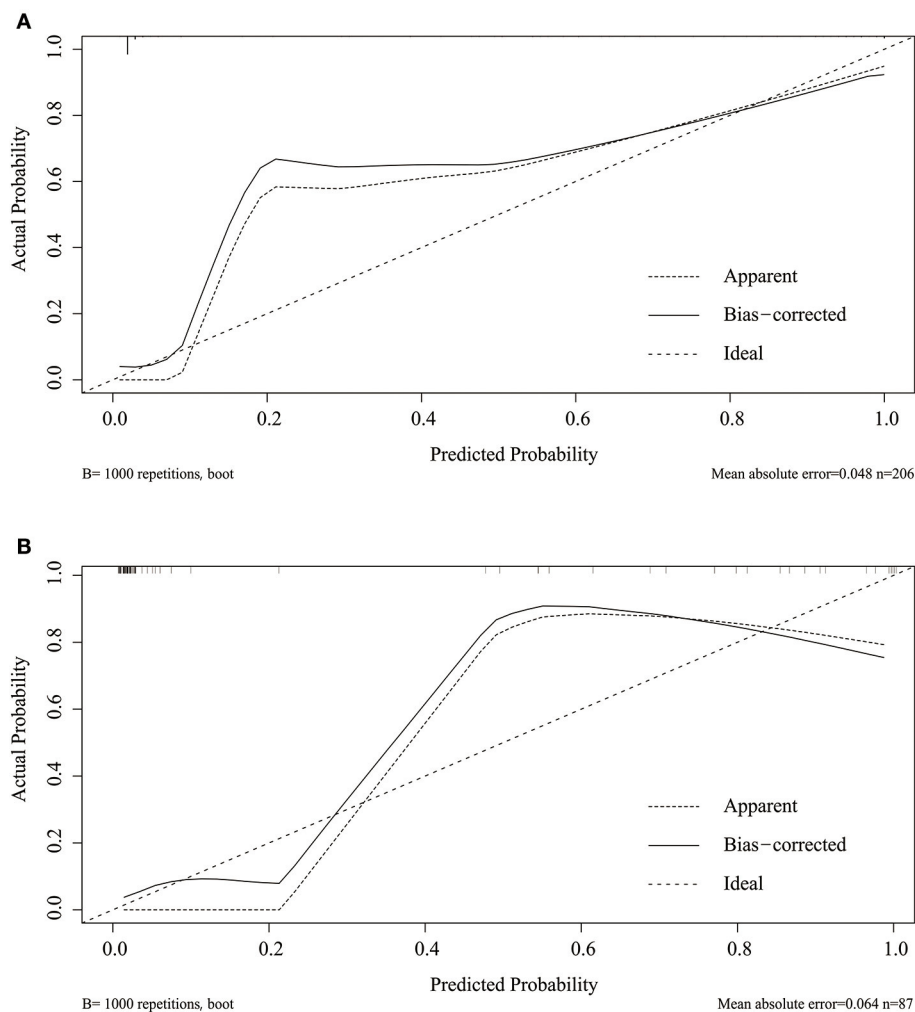 A
1.0
0.8
0.6
0.4
0.2
0.0
Actual Probability
Apparent
Bias−corrected
Ideal
0.0 0.2 0.4 0.6 0.8 1.0
Predicted Probability
B= 1000 repetitions, boot Mean absolute error=0.048 n=206
B
1.0
0.8
0.6
0.4
0.2
0.0
Actual Probability
Apparent
Bias−corrected
Ideal
0.0 0.2 0.4 0.6 0.8 1.0
Predicted Probability
B= 1000 repetitions, boot Mean absolute error=0.064 n=87